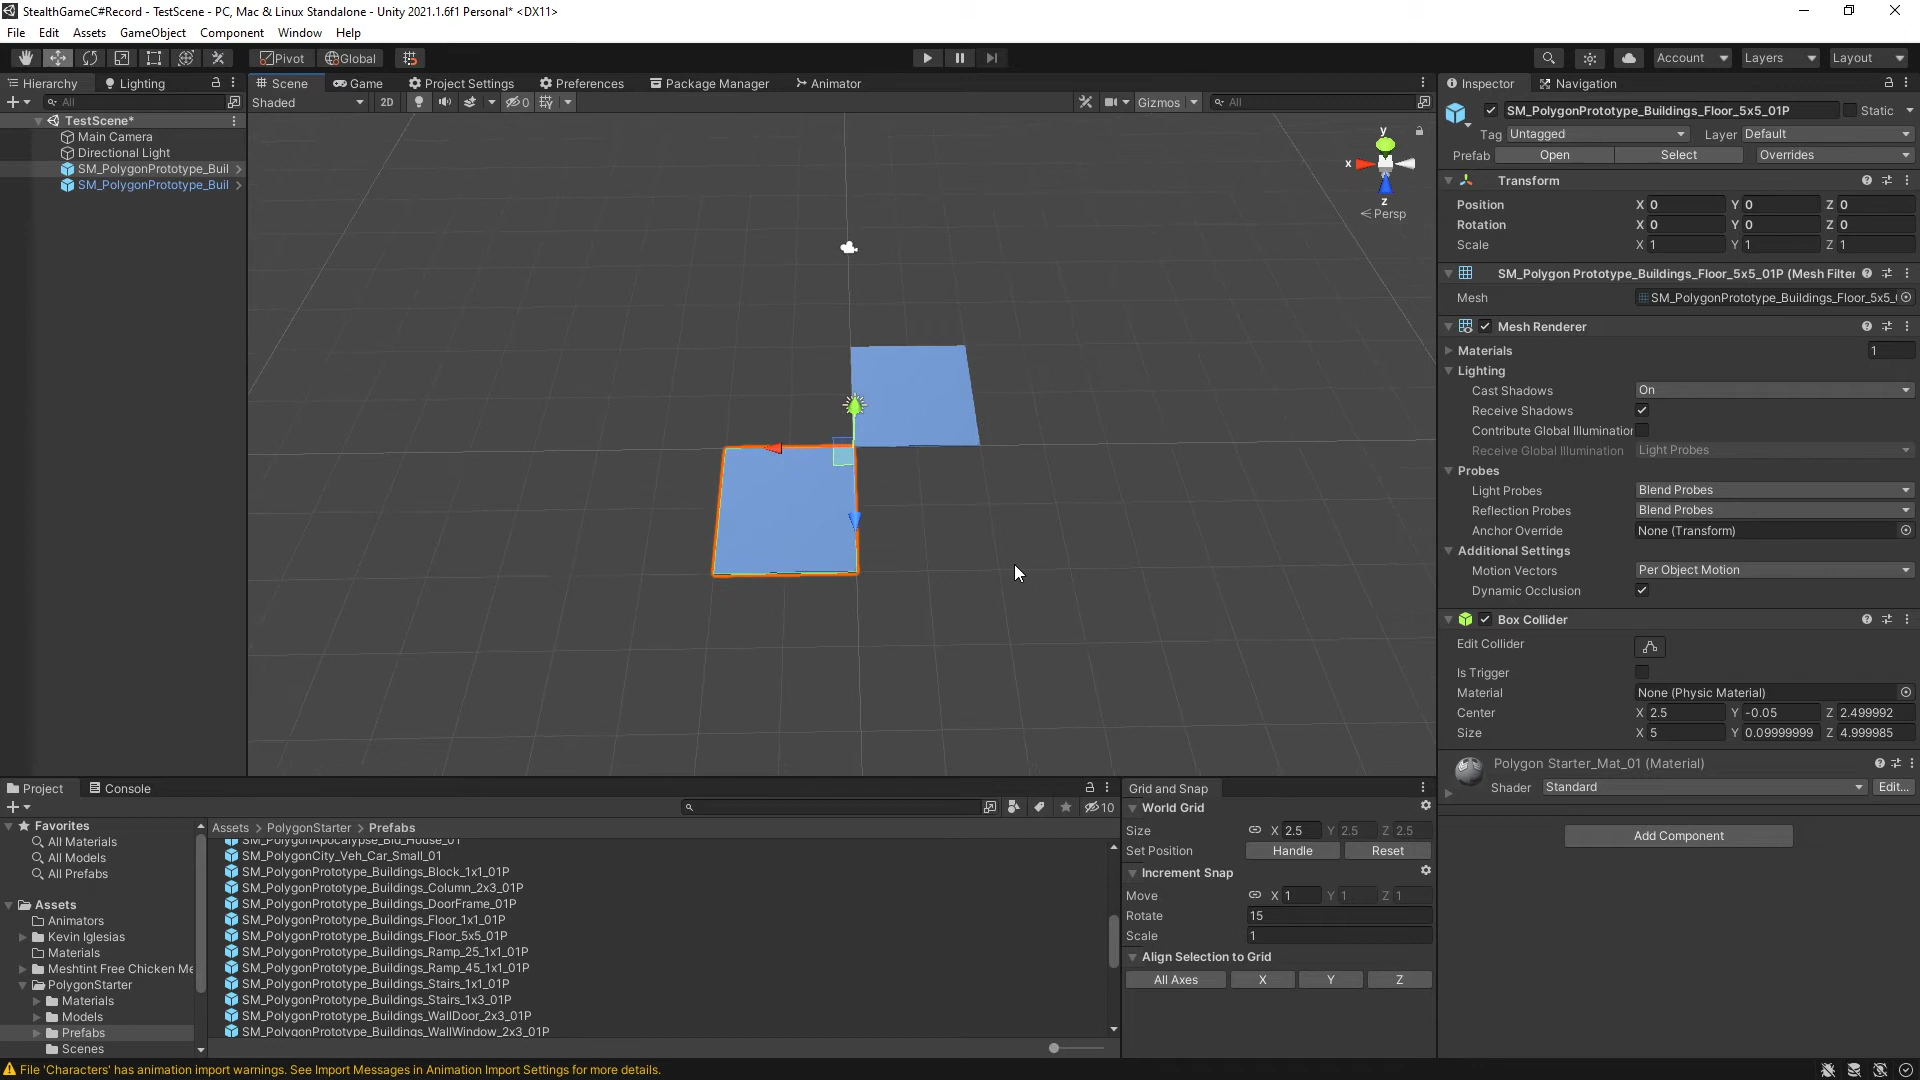 StealthGameC#Record - TestScene - PC, Mac & Linux Standalone - Unity 2021.1.6f1 Personal* <DX11>
File Edit Assets GameObject Component Window Help
Pivot Global Account Layers Layout
Hierarchy Lighting Scene Game Project Settings Preferences Package Manager Animator Inspector Navigation
All Shaded 2D 0 Gizmos All
TestScene*
Main Camera
Directional Light
SM_PolygonPrototype_Buil
SM_PolygonPrototype_Buil
y
x
z
Persp
SM_PolygonPrototype_Buildings_Floor_5x5_01P Static
Tag Untagged Layer Default
Prefab Open Select Overrides
Transform
Position X 0 Y 0 Z 0
Rotation X 0 Y 0 Z 0
Scale X 1 Y 1 Z 1
SM_Polygon Prototype_Buildings_Floor_5x5_01P (Mesh Filter
Mesh SM_PolygonPrototype_Buildings_Floor_5x5_
Mesh Renderer
Materials 1
Lighting
Cast Shadows On
Receive Shadows
Contribute Global Illumination
Receive Global Illumination Light Probes
Probes
Light Probes Blend Probes
Reflection Probes Blend Probes
Anchor Override None (Transform)
Additional Settings
Motion Vectors Per Object Motion
Dynamic Occlusion
Box Collider
Edit Collider
Is Trigger
Material None (Physic Material)
Center X 2.5 Y -0.05 Z 2.499992
Size X 5 Y 0.09999999 Z 4.999985
Polygon Starter_Mat_01 (Material)
Shader Standard Edit...
Add Component
Project Console
10
Favorites
All Materials
All Models
All Prefabs
Assets
Animators
Kevin Iglesias
Materials
Meshtint Free Chicken Me
PolygonStarter
Materials
Models
Prefabs
Scenes
Assets > PolygonStarter > Prefabs
SM_PolygonApocalypse_Bld_House_01
SM_PolygonCity_Veh_Car_Small_01
SM_PolygonPrototype_Buildings_Block_1x1_01P
SM_PolygonPrototype_Buildings_Column_2x3_01P
SM_PolygonPrototype_Buildings_DoorFrame_01P
SM_PolygonPrototype_Buildings_Floor_1x1_01P
SM_PolygonPrototype_Buildings_Floor_5x5_01P
SM_PolygonPrototype_Buildings_Ramp_25_1x1_01P
SM_PolygonPrototype_Buildings_Ramp_45_1x1_01P
SM_PolygonPrototype_Buildings_Stairs_1x1_01P
SM_PolygonPrototype_Buildings_Stairs_1x3_01P
SM_PolygonPrototype_Buildings_WallDoor_2x3_01P
SM_PolygonPrototype_Buildings_WallWindow_2x3_01P
Grid and Snap
World Grid
Size X 2.5 Y 2.5 Z 2.5
Set Position Handle Reset
Increment Snap
Move X 1 Y 1 Z 1
Rotate 15
Scale 1
Align Selection to Grid
All Axes X Y Z
File 'Characters' has animation import warnings. See Import Messages in Animation Import Settings for more details.